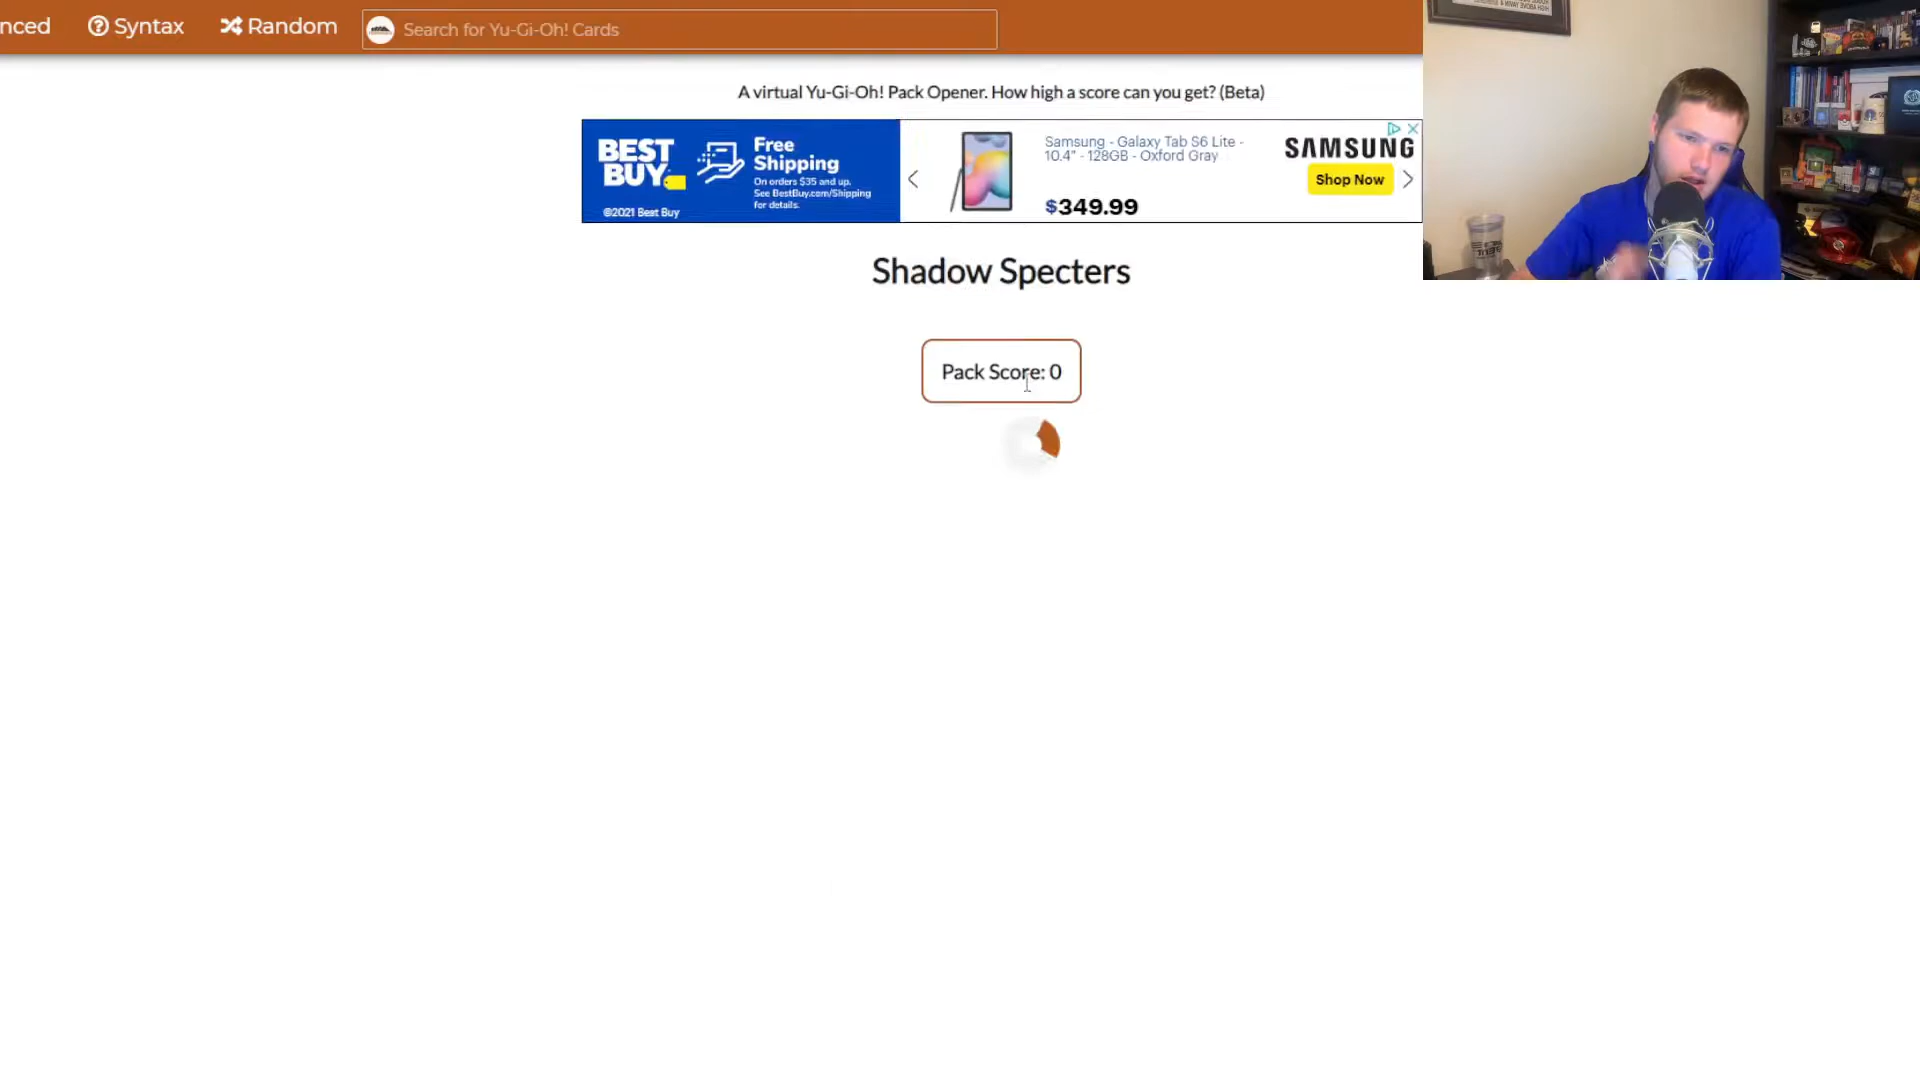 nced
Syntax
Random
Search for Yu-Gi-Oh! Cards
A virtual Yu-Gi-Oh! Pack Opener. How high a score can you get? (Beta)
BEST
BUY
Free
Shipping
On orders $35 and up.
See BestBuy.com/Shipping
for details.
©2021 Best Buy
Samsung - Galaxy Tab S6 Lite -
10.4" - 128GB - Oxford Gray
$349.99
SAMSUNG
Shop Now
Shadow Specters
Pack Score: 0